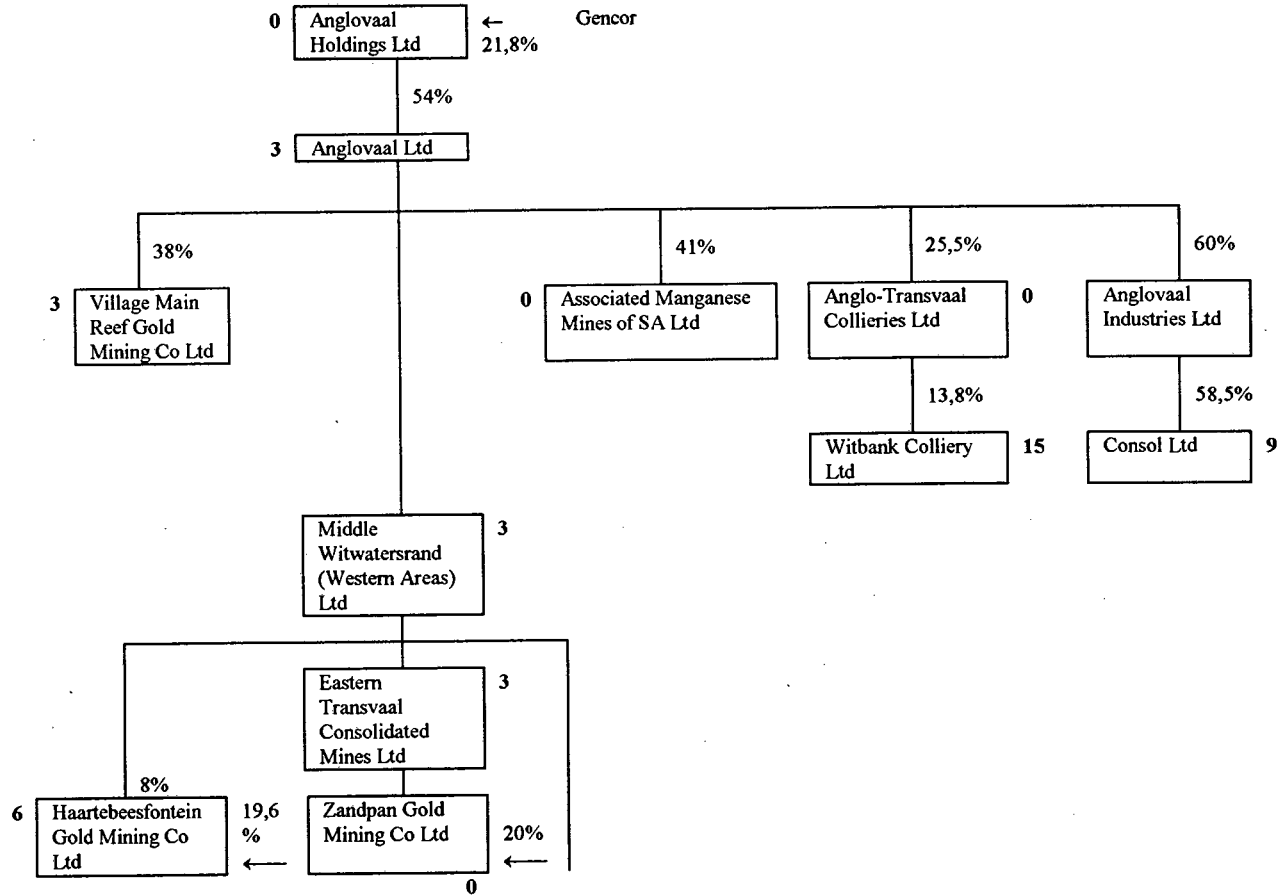 0 Anglovaal ← Gencor
Holdings Ltd 21,8%
54%
3 Anglovaal Ltd
38%
41%
25,5%
60%
3 Village Main
Reef Gold
Mining Co Ltd
0 Associated Manganese
Mines of SA Ltd
Anglo-Transvaal 0
Collieries Ltd
Anglovaal
Industries Ltd
13,8%
58,5%
Witbank Colliery 15
Ltd
Consol Ltd 9
Middle 3
Witwatersrand
(Western Areas)
Ltd
Eastern 3
Transvaal
Consolidated
Mines Ltd
8%
6 Haartebeesfontein 19,6
Gold Mining Co %
Ltd ←
Zandpan Gold
Mining Co Ltd 20%
←
0